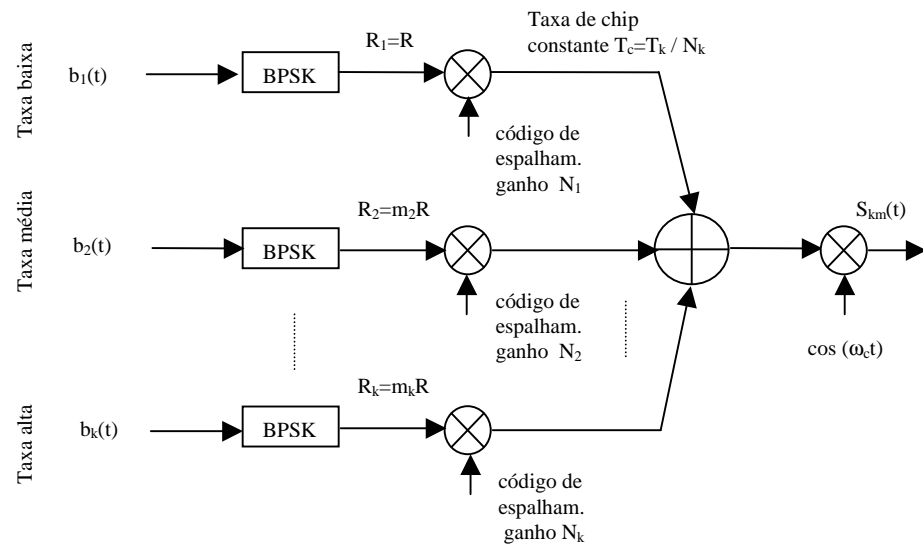 Taxa de chip
constante Tc=Tk / Nk
Taxa baixa
b1(t)
BPSK
R1=R
código de
espalham.
ganho N1
Taxa média
b2(t)
BPSK
R2=m2R
código de
espalham.
ganho N2
Skm(t)
cos (ωct)
Taxa alta
bk(t)
BPSK
Rk=mkR
código de
espalham.
ganho Nk